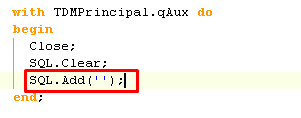 with TDMPrincipal.qAux do
begin
Close;
SQL.Clear;
SQL.Add('');
end;